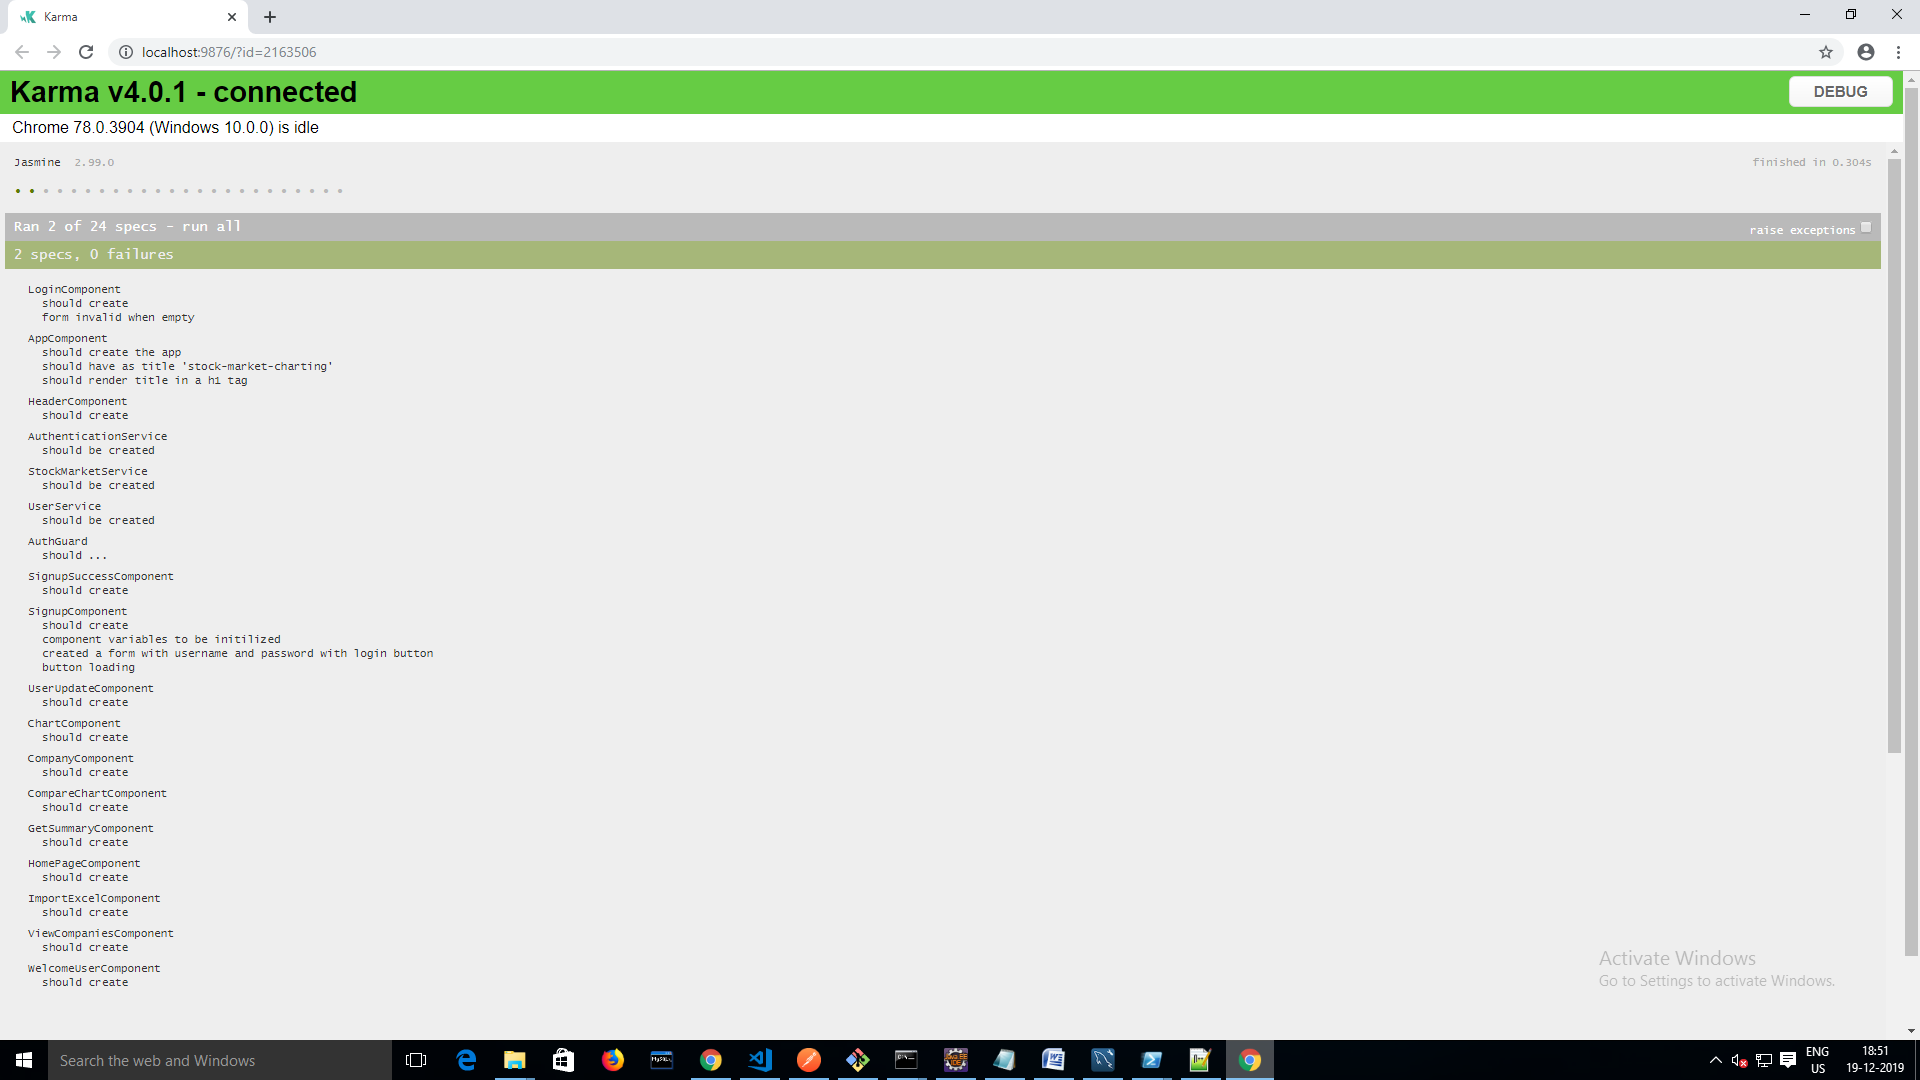 Karma
localhost:9876/?id=2163506
Karma v4.0.1 - connected
DEBUG
Chrome 78.0.3904 (Windows 10.0.0) is idle
Jasmine 2.99.0
finished in 0.304s
Ran 2 of 24 specs - run all
raise exceptions
2 specs, 0 failures
LoginComponent
should create
form invalid when empty
AppComponent
should create the app
should have as title 'stock-market-charting'
should render title in a h1 tag
HeaderComponent
should create
AuthenticationService
should be created
StockMarketService
should be created
UserService
should be created
AuthGuard
should ...
SignupSuccessComponent
should create
SignupComponent
should create
component variables to be initilized
created a form with username and password with login button
button loading
UserUpdateComponent
should create
ChartComponent
should create
CompanyComponent
should create
CompareChartComponent
should create
GetSummaryComponent
should create
HomePageComponent
should create
ImportExcelComponent
should create
ViewCompaniesComponent
should create
WelcomeUserComponent
should create
Activate Windows
Go to Settings to activate Windows.
Search the web and Windows
ENG
US
18:51
19-12-2019